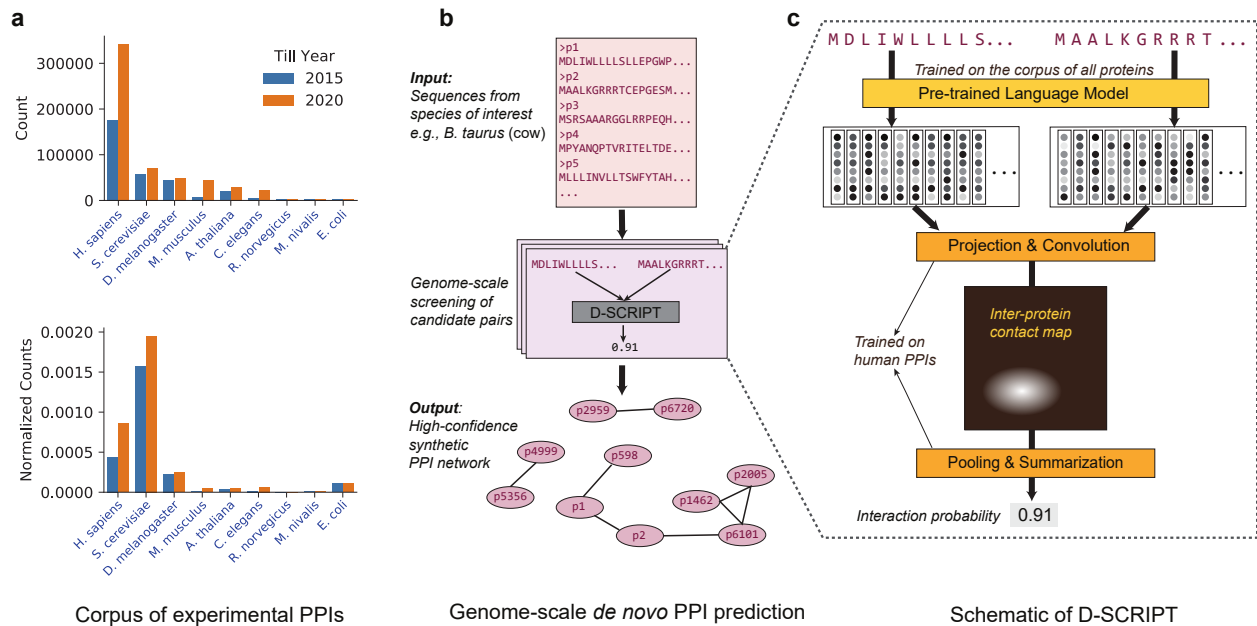 a
Till Year
2015
2020
Count
300000
200000
100000
0
H. sapiens
S. cerevisiae
D. melanogaster
M. musculus
A. thaliana
C. elegans
R. norvegicus
M. nivalis
E. coli
Normalized Counts
0.0020
0.0015
0.0010
0.0005
0.0000
H. sapiens
S. cerevisiae
D. melanogaster
M. musculus
A. thaliana
C. elegans
R. norvegicus
M. nivalis
E. coli
Corpus of experimental PPIs
b
Input:
Sequences from
species of interest
e.g., B. taurus (cow)
>p1
MDLIWLLLLSLLEPGWP...
>p2
MAALKGRRRTCEPGESM...
>p3
MSRSAAARGGLRRPEQH...
>p4
MPYANQPTVRITELTDE...
>p5
MLLLINVLLTSWFYTAH...
...
Genome-scale
screening of
candidate pairs
MDLIWLLLLS... MAALKGRRRT...
D-SCRIPT
0.91
Output:
High-confidence
synthetic
PPI network
p2959
p6720
p4999
p598
p5356
p1
p2
p2005
p1462
p6101
Genome-scale de novo PPI prediction
c
MDLIWLLLLS... MAALKGRRRT...
Trained on the corpus of all proteins
Pre-trained Language Model
... ...
Projection & Convolution
Inter-protein
contact map
Trained on
human PPIs
Pooling & Summarization
Interaction probability 0.91
Schematic of D-SCRIPT